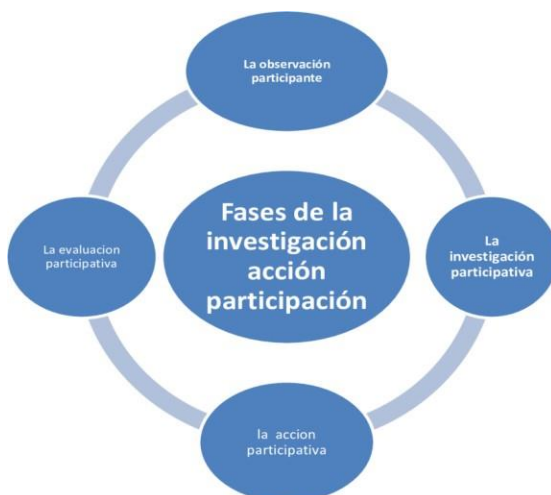 La observación
participante
Fases de la
investigación
acción
participación
La
investigación
participativa
la accion
participativa
La evaluacion
participativa